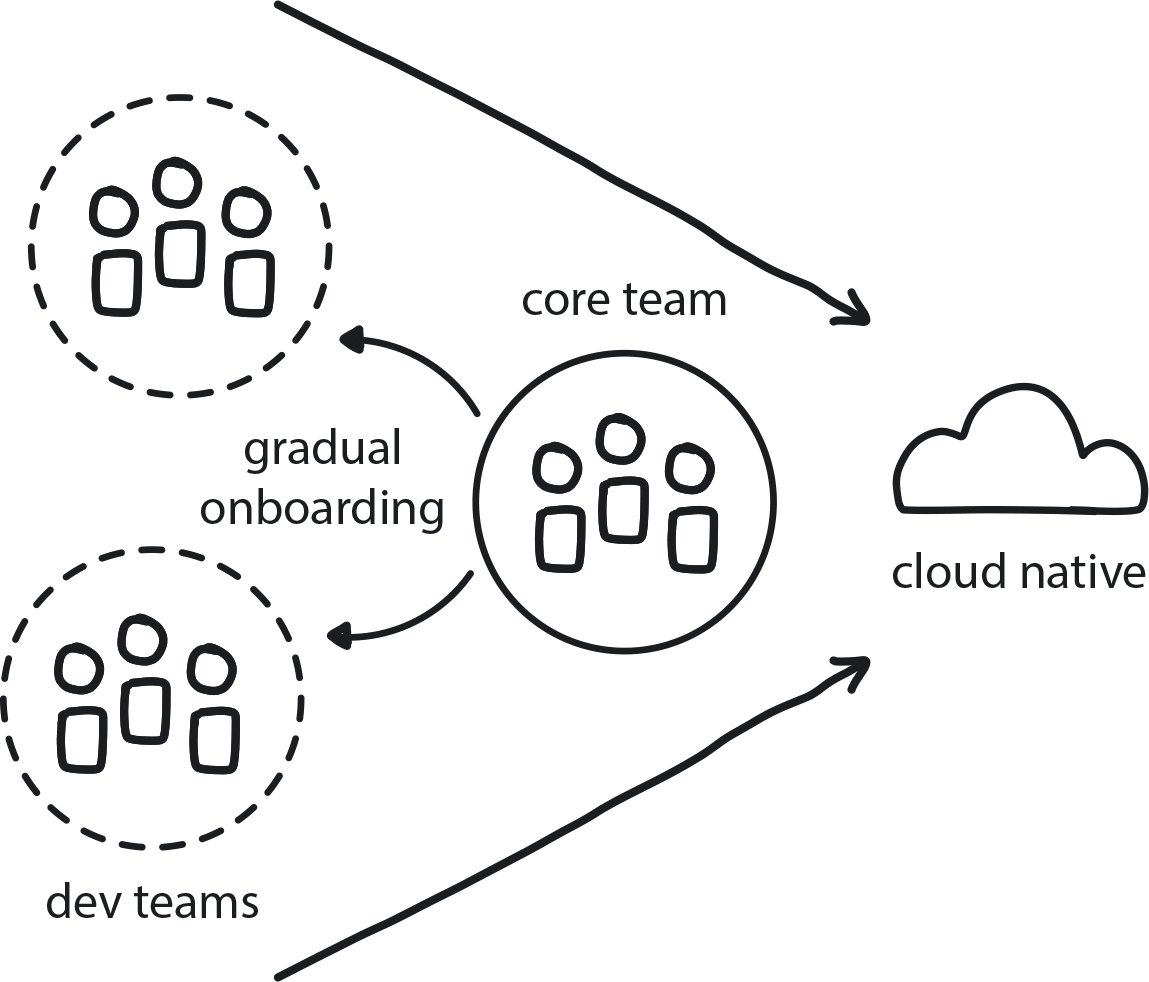 core team
gradual
onboarding
cloud native
dev teams